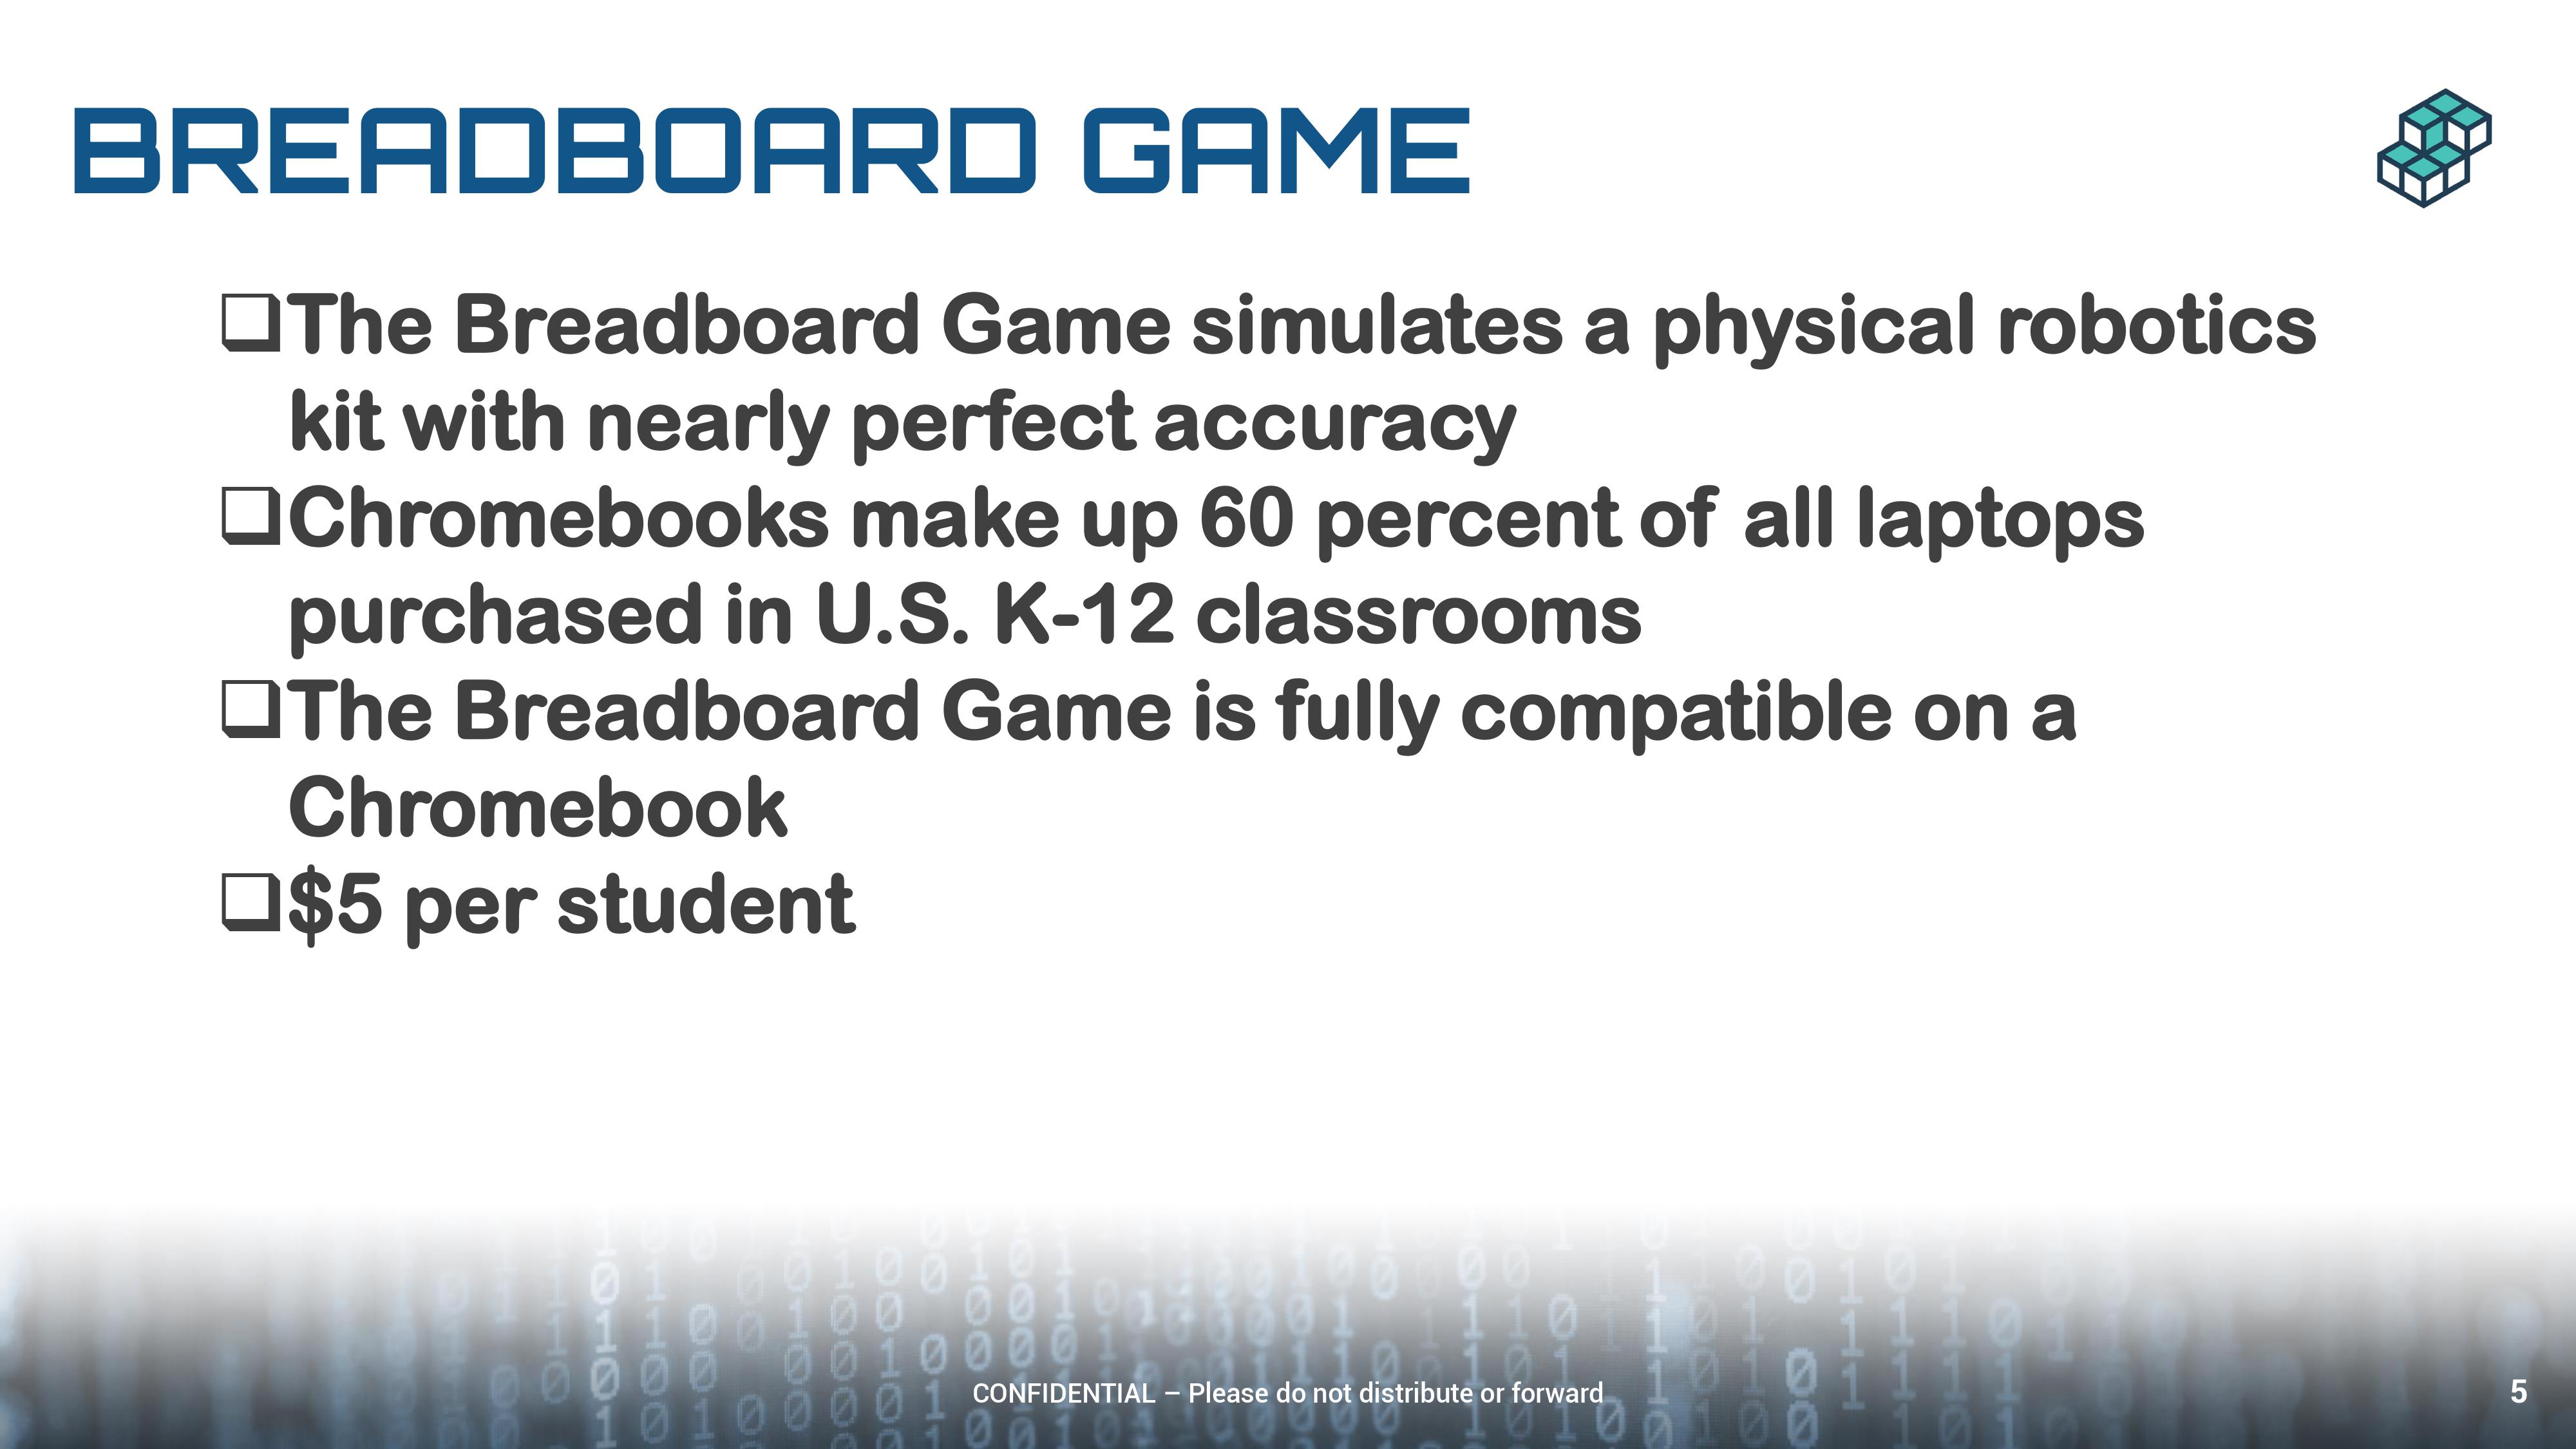 BREADBOARD GAME
❑The Breadboard Game simulates a physical robotics
kit with nearly perfect accuracy
❑Chromebooks make up 60 percent of all laptops
purchased in U.S. K-12 classrooms
❑The Breadboard Game is fully compatible on a
Chromebook
❑$5 per student
CONFIDENTIAL – Please do not distribute or forward
5